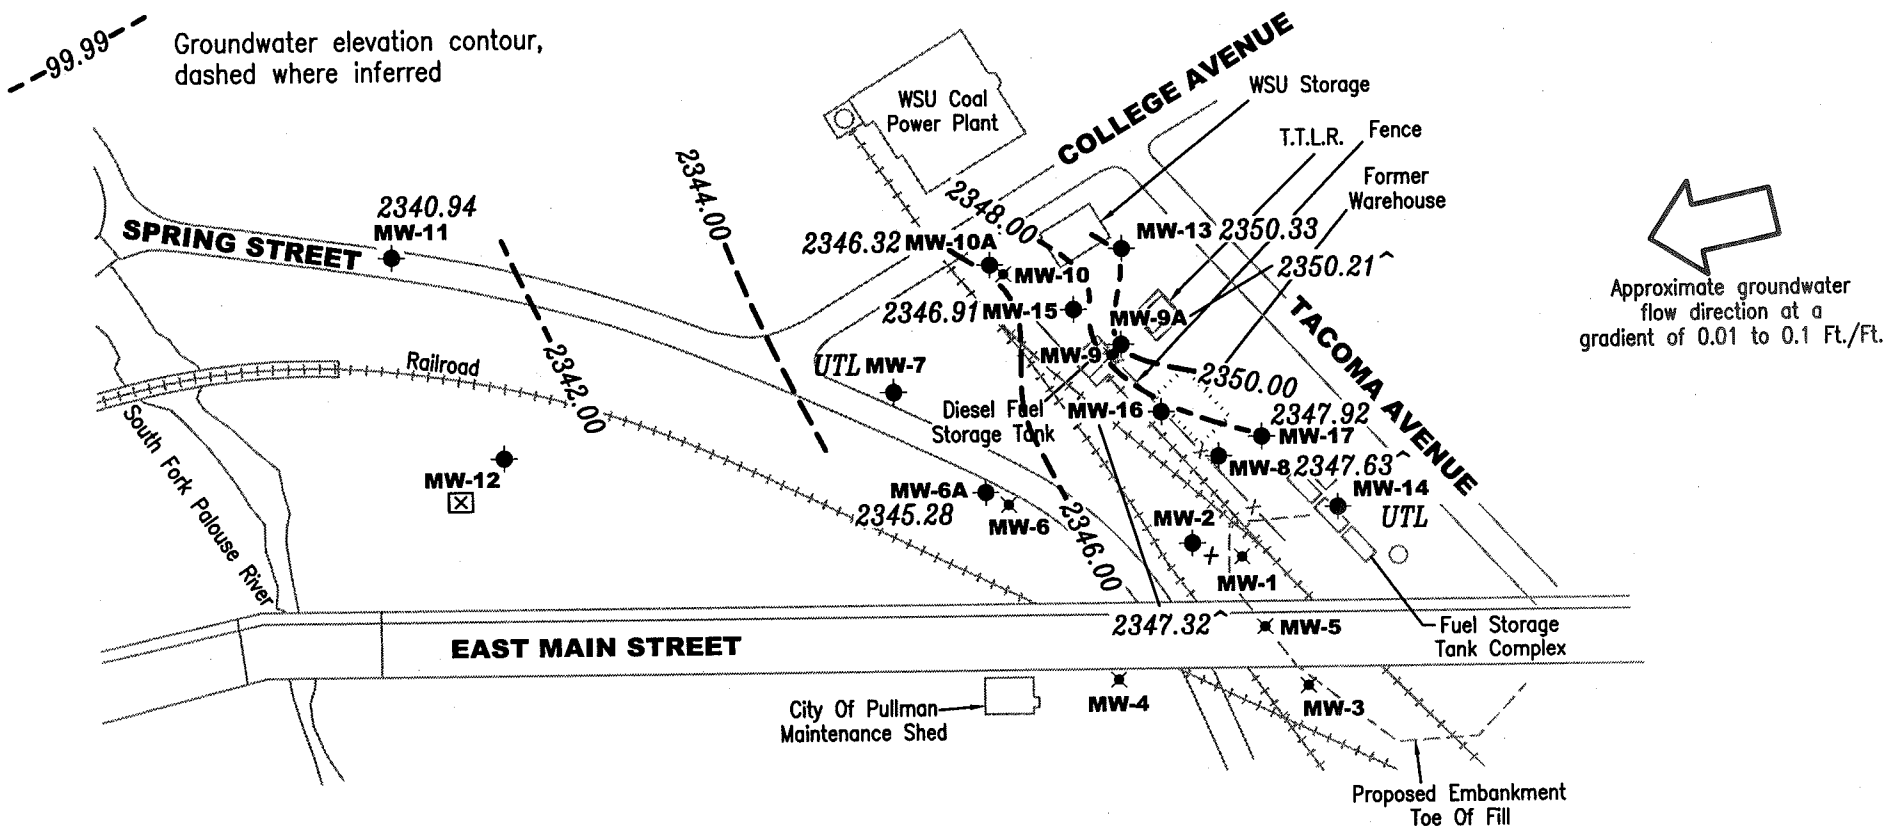 99.99
Groundwater elevation contour,
dashed where inferred
WSU Coal
Power Plant
COLLEGE AVENUE
WSU Storage
T.T.L.R.
Fence
Former
Warehouse
2340.94
MW-11
SPRING STREET
2344.00
2348.00
2346.32 MW-10A
MW-10
MW-13 2350.33
2350.21^
2346.91 MW-15
MW-9A
MW-9
TACOMA AVENUE
Approximate groundwater
flow direction at a
gradient of 0.01 to 0.1 Ft./Ft.
Railroad
2342.00
UTL MW-7
2350.00
Diesel Fuel
Storage Tank
MW-16
2347.92
MW-17
MW-8 2347.63^
MW-14
UTL
South Fork Palouse River
MW-12
MW-6A
2345.28
MW-6
2346.00
MW-2
MW-1
2347.32^
MW-5
Fuel Storage
Tank Complex
EAST MAIN STREET
City Of Pullman
Maintenance Shed
MW-4
MW-3
Proposed Embankment
Toe Of Fill